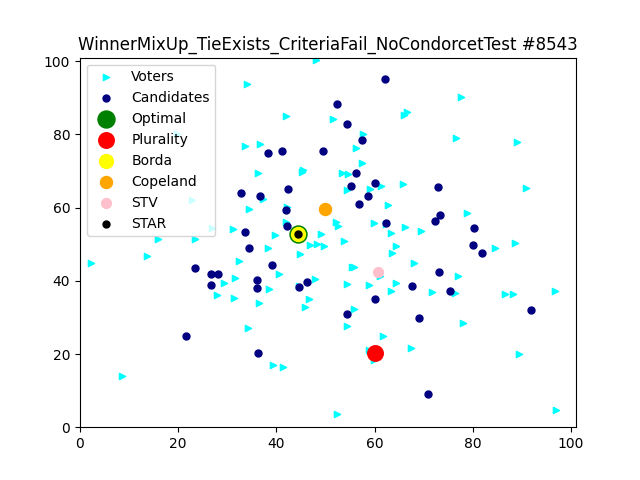 WinnerMixUp_TieExists_CriteriaFail_NoCondorcetTest #8543
100
80
60
40
20
0
Voters
Candidates
Optimal
Plurality
Borda
Copeland
STV
STAR
0 20 40 60 80 100